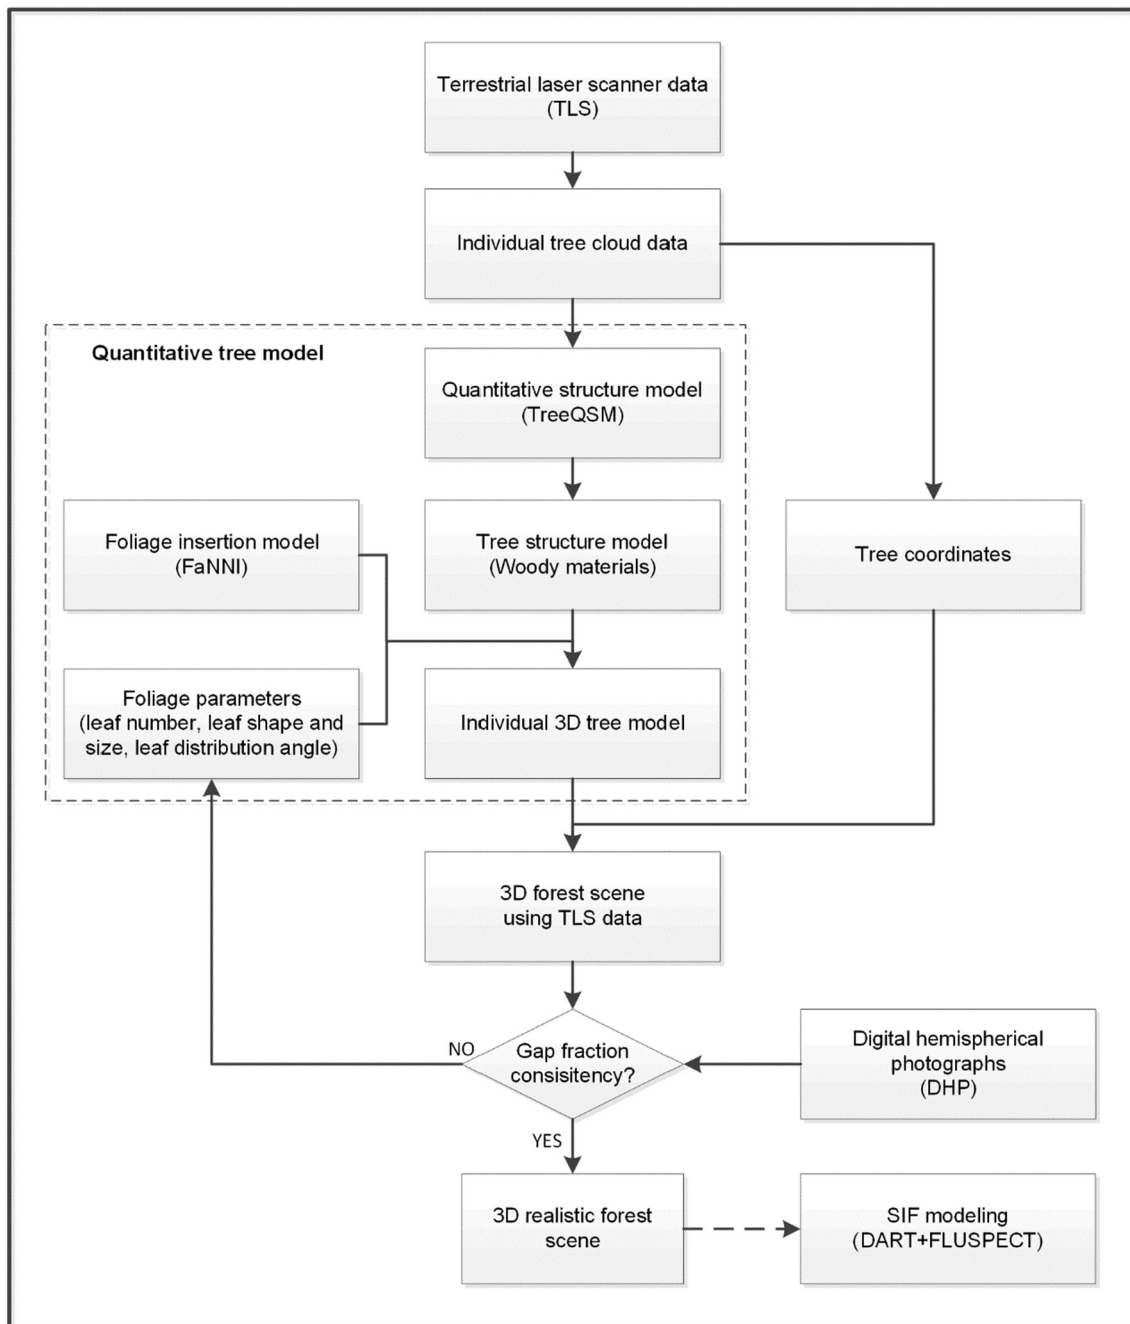 Terrestrial laser scanner data
(TLS)
Individual tree cloud data
Quantitative tree model
Quantitative structure model
(TreeQSM)
Foliage insertion model
(FaNNI)
Tree structure model
(Woody materials)
Tree coordinates
Foliage parameters
(leaf number, leaf shape and
size, leaf distribution angle)
Individual 3D tree model
3D forest scene
using TLS data
NO
Gap fraction
consisitency?
Digital hemispherical
photographs
(DHP)
YES
3D realistic forest
scene
SIF modeling
(DART+FLUSPECT)